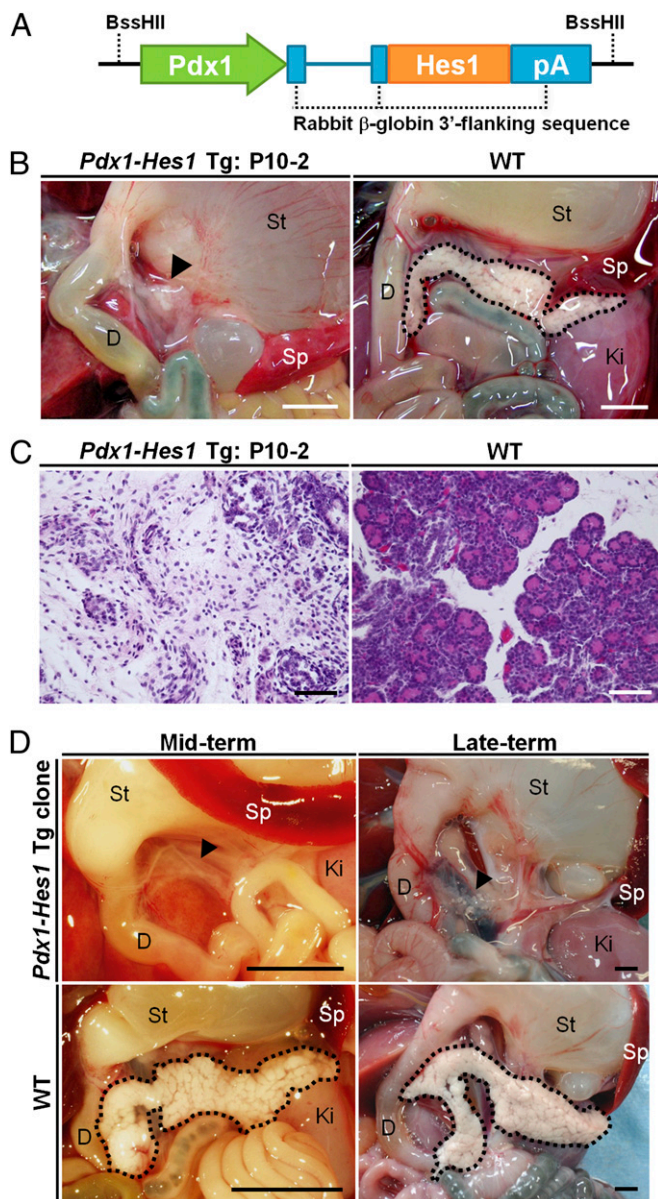 A
BssHII
BssHII
Pdx1
Hes1
pA
Rabbit β-globin 3'-flanking sequence
B
Pdx1-Hes1 Tg: P10-2
WT
St
D
Sp
St
D
Sp
Ki
C
Pdx1-Hes1 Tg: P10-2
WT
D
Mid-term
Late-term
Pdx1-Hes1 Tg clone
St
Sp
Ki
D
St
D
Sp
Ki
WT
St
Sp
D
Ki
St
Sp
D